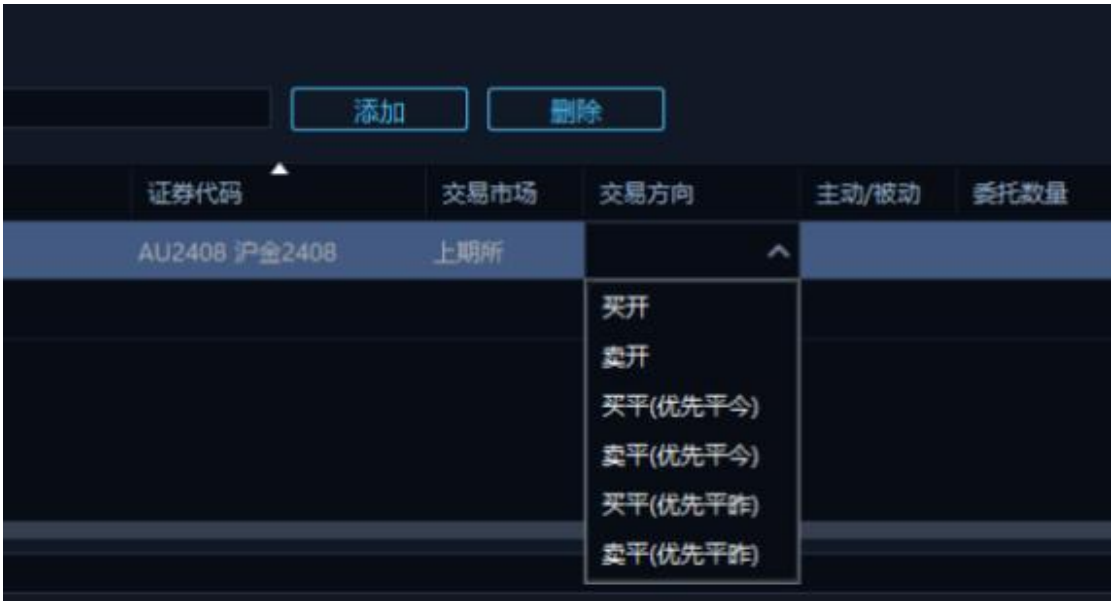 添加 删除
证券代码 交易市场 交易方向 主动/被动 委托数量
AU2408 沪金2408 上期所
买开
卖开
买平(优先平今)
卖平(优先平今)
买平(优先平昨)
卖平(优先平昨)